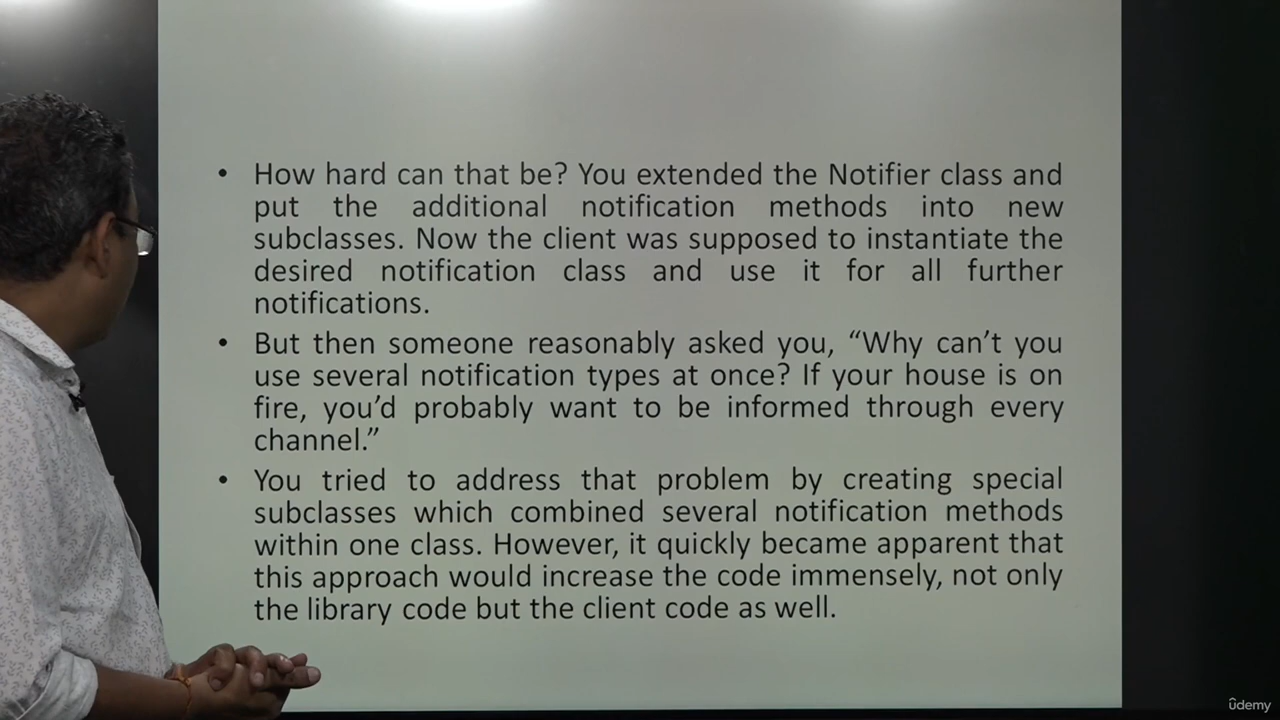 • How hard can that be? You extended the Notifier class and
put the additional notification methods into new
subclasses. Now the client was supposed to instantiate the
desired notification class and use it for all further
notifications.
• But then someone reasonably asked you, “Why can’t you
use several notification types at once? If your house is on
fire, you’d probably want to be informed through every
channel.”
• You tried to address that problem by creating special
subclasses which combined several notification methods
within one class. However, it quickly became apparent that
this approach would increase the code immensely, not only
the library code but the client code as well.
ûdemy